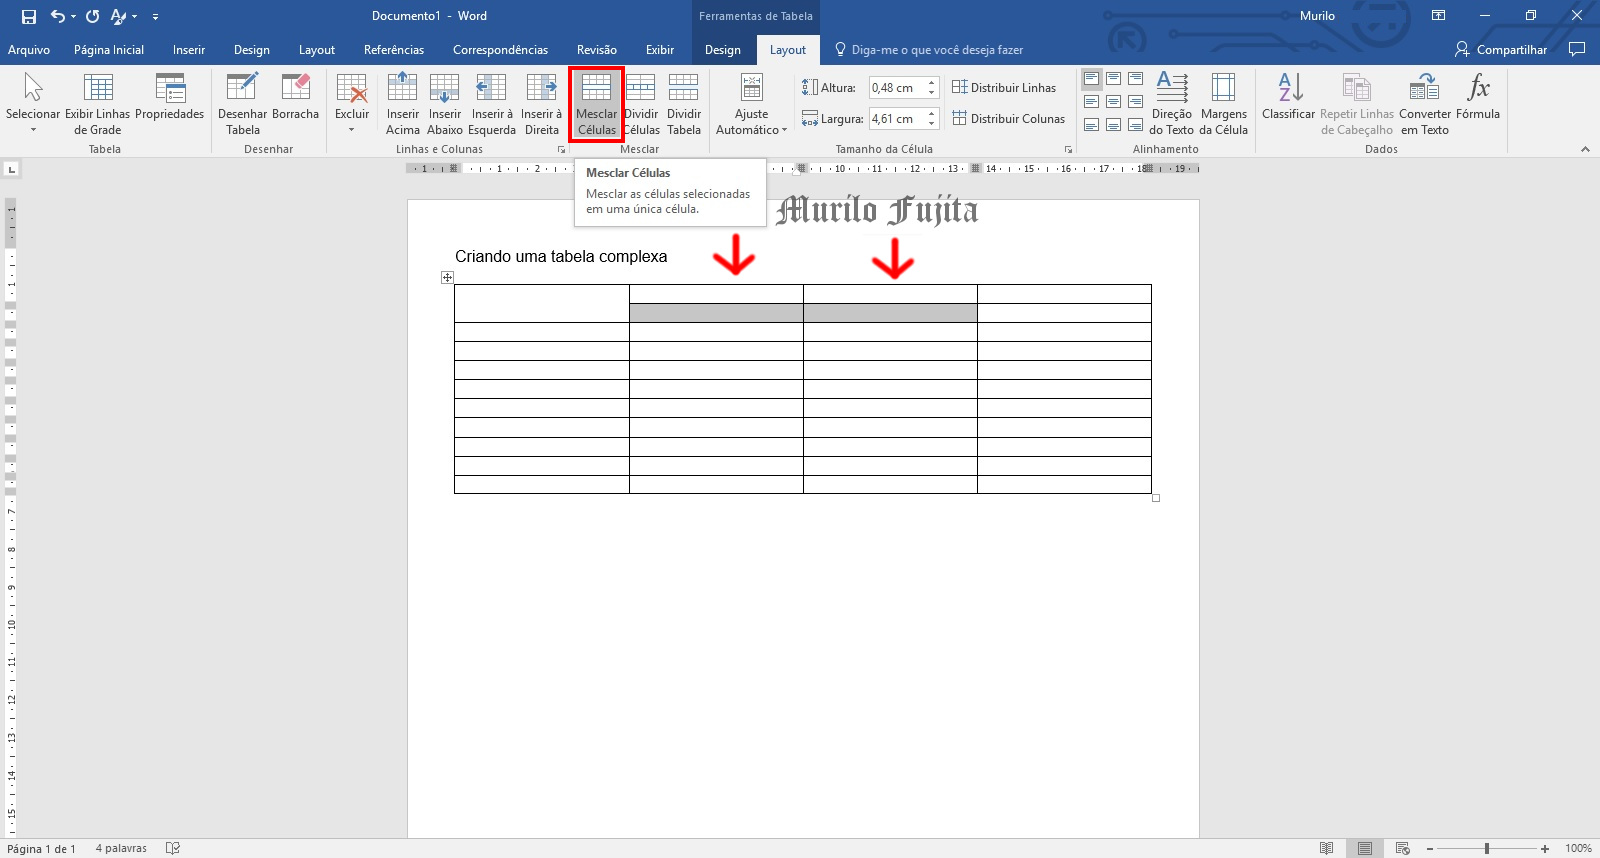 Documento1 - Word
Ferramentas de Tabela
Murilo
Arquivo
Página Inicial
Inserir
Design
Layout
Referências
Correspondências
Revisão
Exibir
Design
Layout
Diga-me o que você deseja fazer
Compartilhar
Selecionar
Exibir Linhas
de Grade
Propriedades
Tabela
Desenhar
Tabela
Borracha
Desenhar
Excluir
Inserir
Acima
Inserir
Abaixo
Inserir à
Esquerda
Inserir à
Direita
Linhas e Colunas
Mesclar
Células
Dividir
Células
Dividir
Tabela
Mesclar
Ajuste
Automático
Altura:
0,48 cm
Largura:
4,61 cm
Distribuir Linhas
Distribuir Colunas
Tamanho da Célula
Direção
do Texto
Margens
da Célula
Alinhamento
Classificar
Repetir Linhas
de Cabeçalho
Converter
em Texto
Fórmula
Dados
Mesclar Células
Mesclar as células selecionadas
em uma única célula.
Murilo Fujita
Criando uma tabela complexa
Página 1 de 1
4 palavras
100%